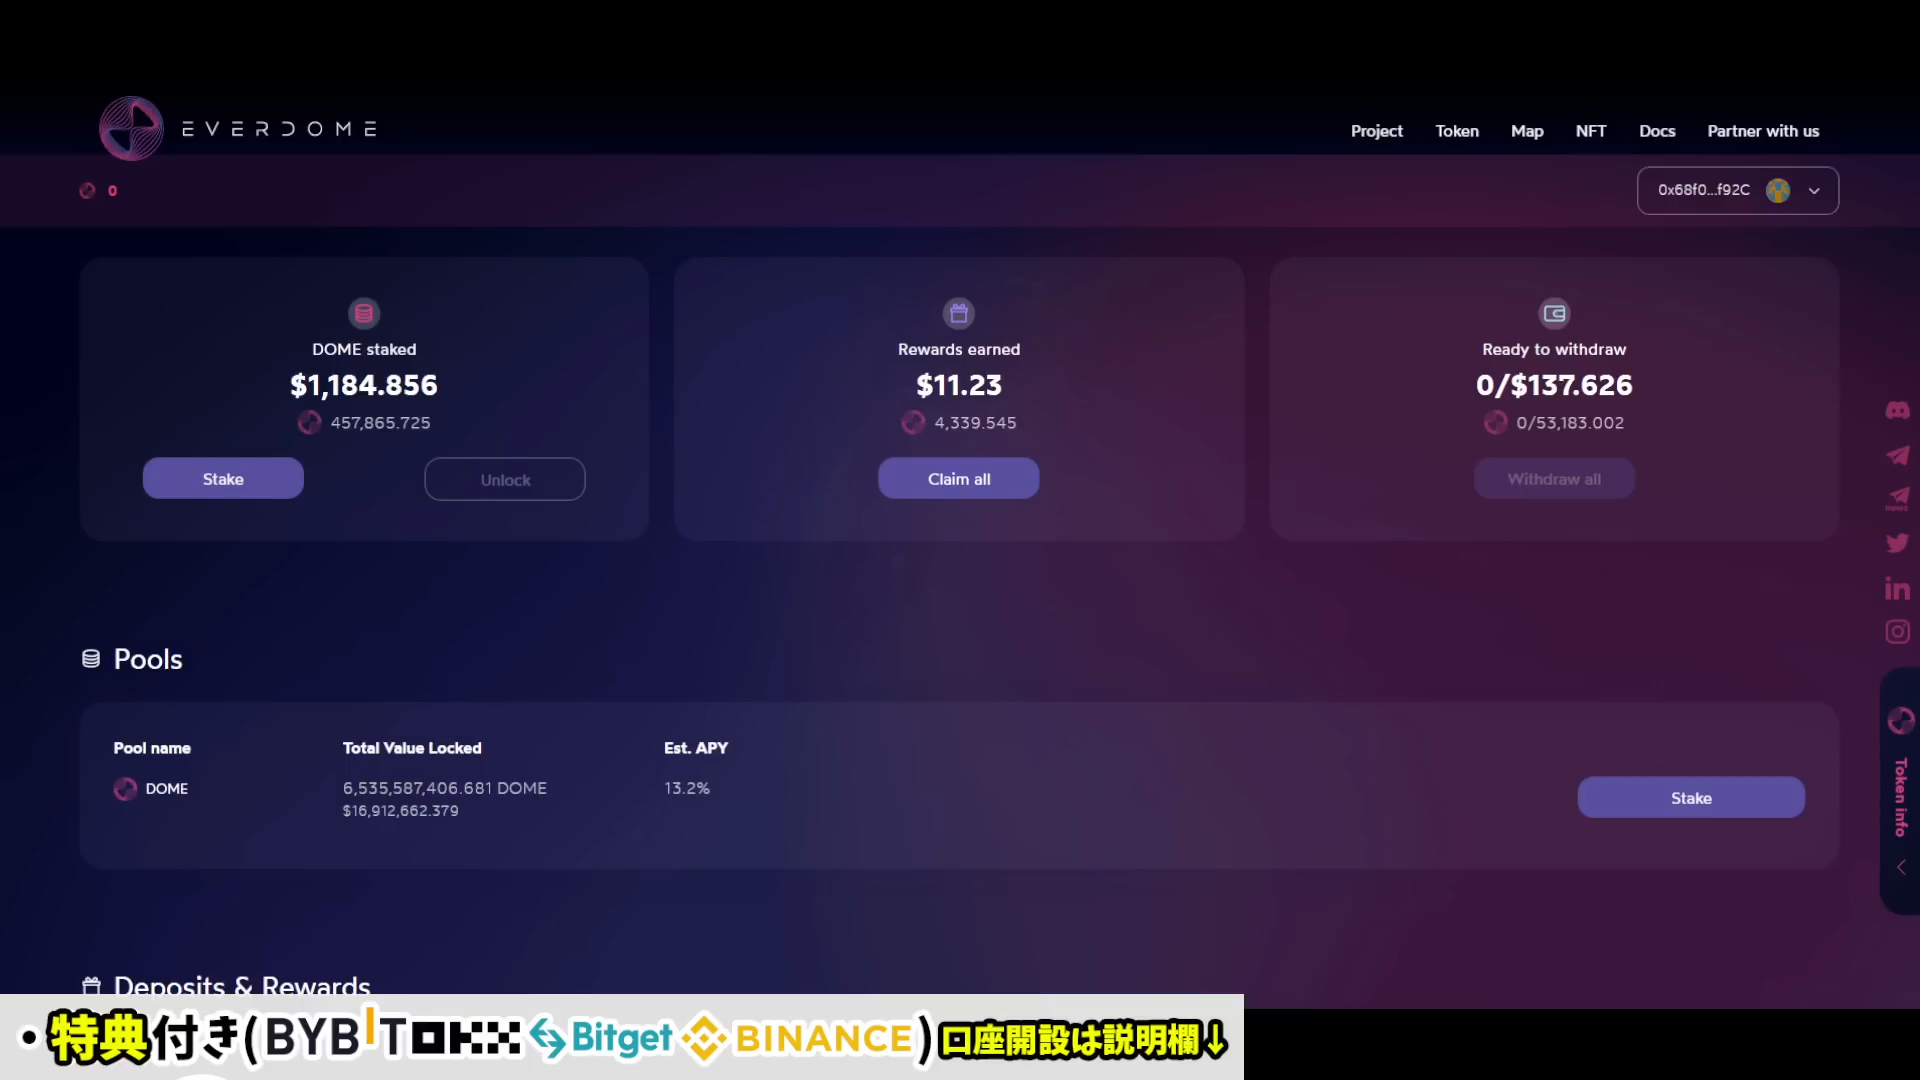 EVERDOME
Project Token Map NFT Docs Partner with us
0
0x68f0...f92C
DOME staked
$1,184.856
457,865.725
Stake Unlock
Rewards earned
$11.23
4,339.545
Claim all
Ready to withdraw
0/$137.626
0/53,183.002
Withdraw all
Pools
Pool name Total Value Locked Est. APY
DOME 6,535,587,406.681 DOME 13.2%
$16,912,662.379
Stake
Token info
Deposits & Rewards
・特典付き(BYBIT OKX Bitget BINANCE)口座開設は説明欄↓